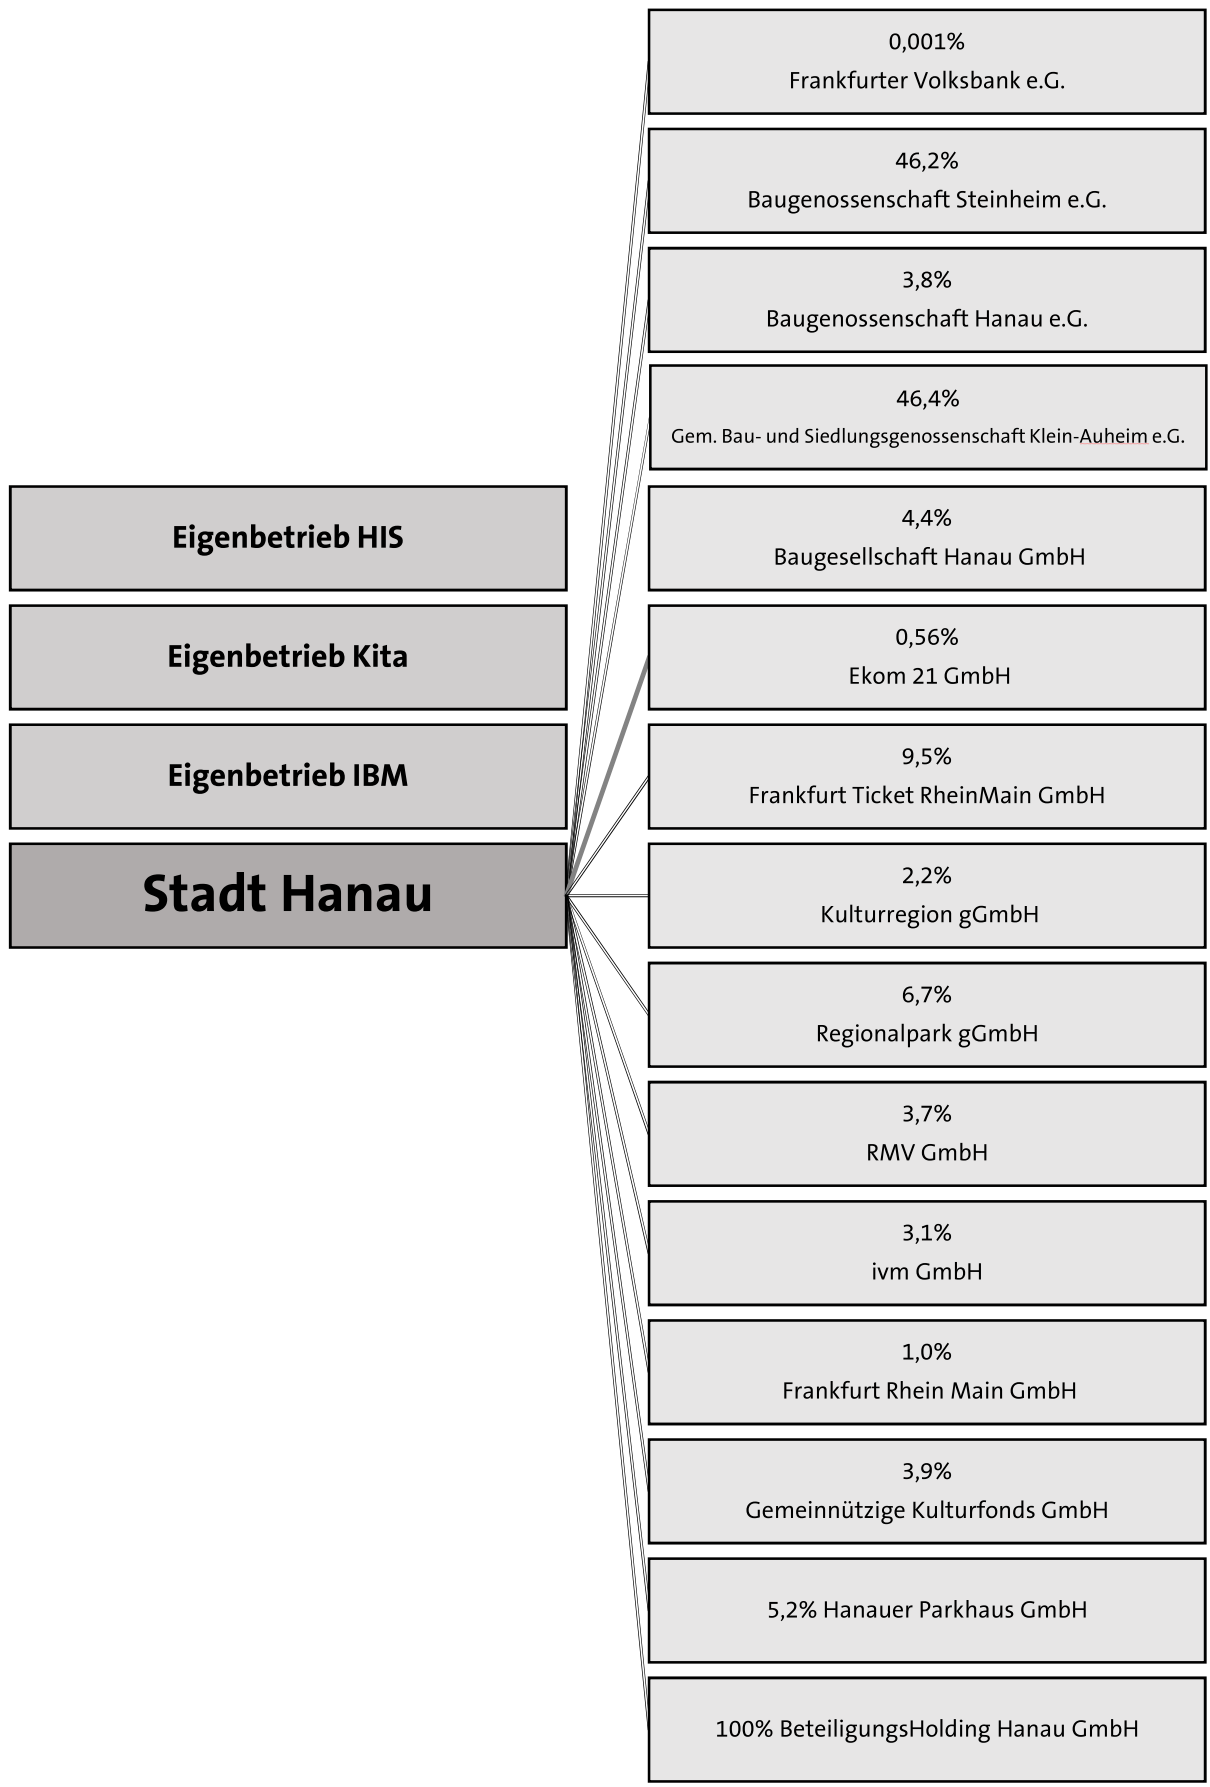 0,001%
Frankfurter Volksbank e.G.
46,2%
Baugenossenschaft Steinheim e.G.
3,8%
Baugenossenschaft Hanau e.G.
46,4%
Gem. Bau- und Siedlungsgenossenschaft Klein-Auheim e.G.
Eigenbetrieb HIS
4,4%
Baugesellschaft Hanau GmbH
Eigenbetrieb Kita
0,56%
Ekom 21 GmbH
Eigenbetrieb IBM
9,5%
Frankfurt Ticket RheinMain GmbH
Stadt Hanau
2,2%
Kulturregion gGmbH
6,7%
Regionalpark gGmbH
3,7%
RMV GmbH
3,1%
ivm GmbH
1,0%
Frankfurt Rhein Main GmbH
3,9%
Gemeinnützige Kulturfonds GmbH
5,2% Hanauer Parkhaus GmbH
100% BeteiligungsHolding Hanau GmbH